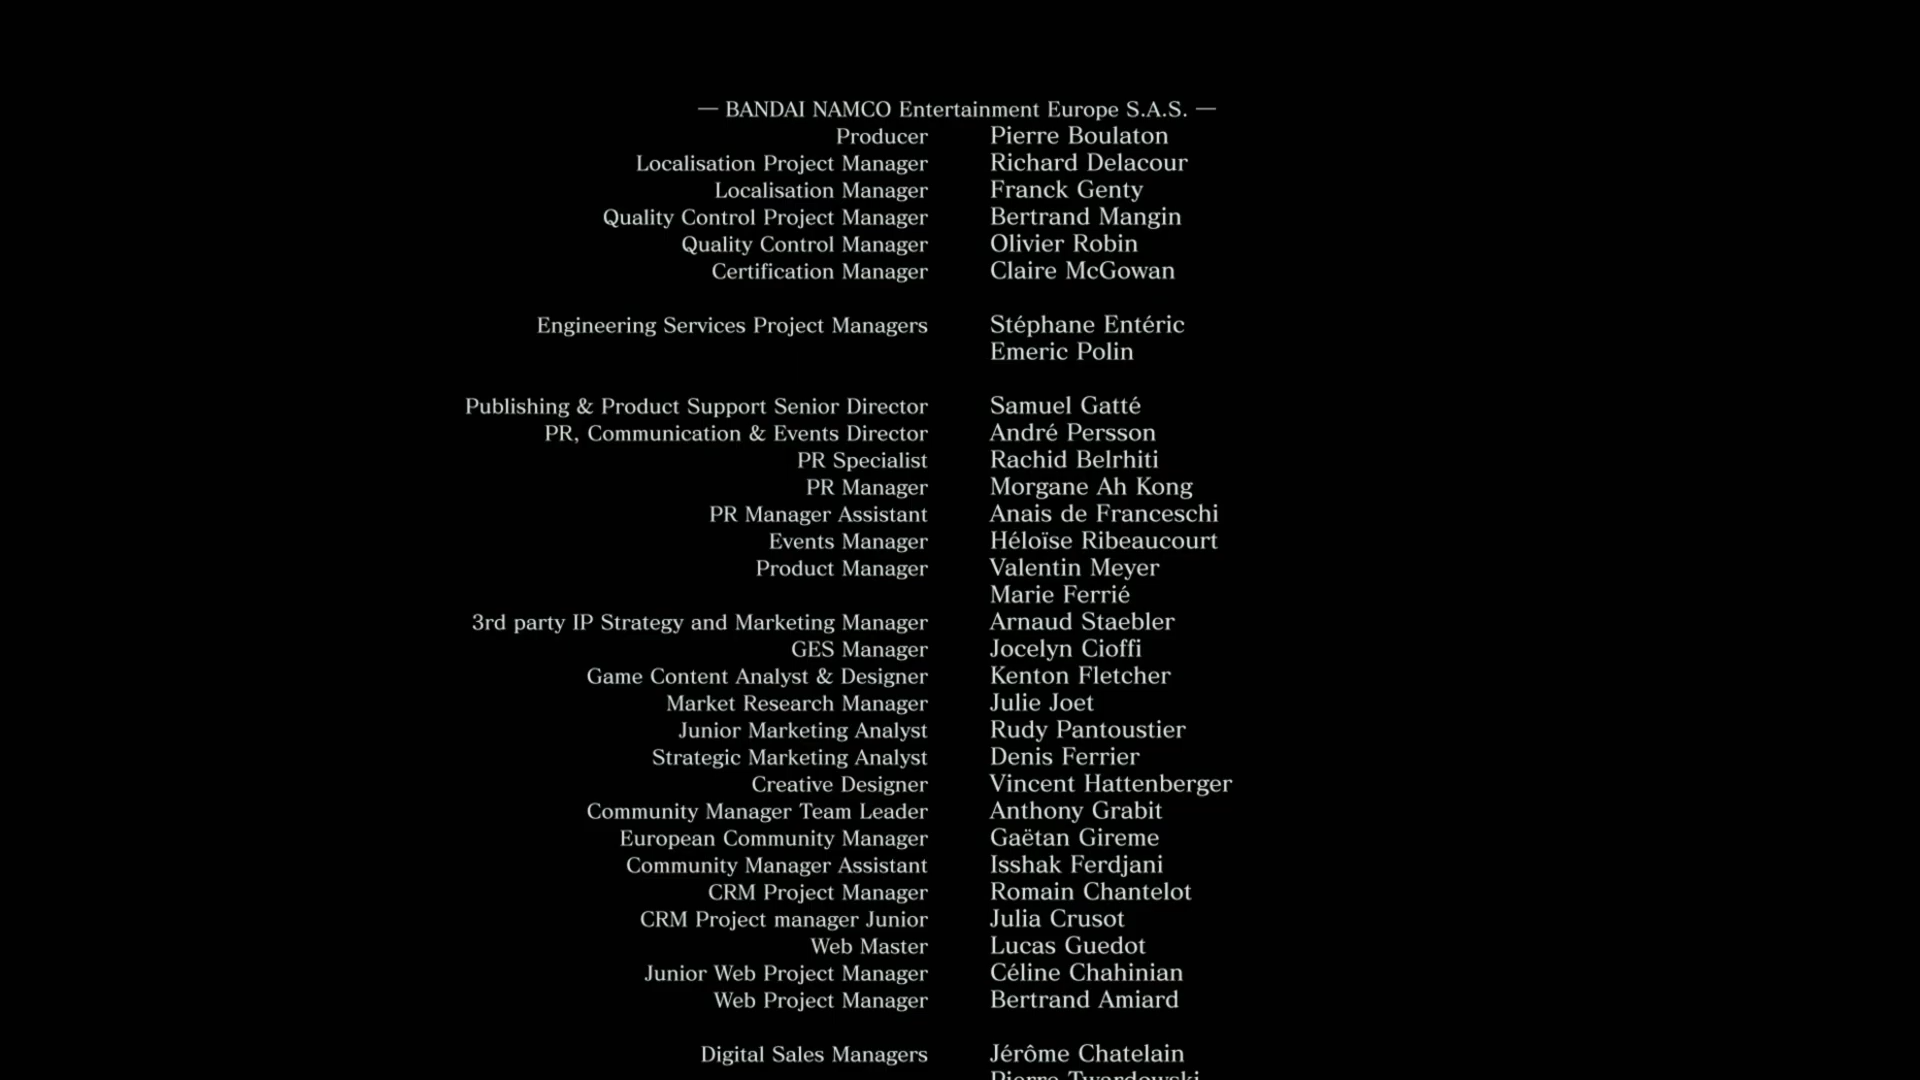 — BANDAI NAMCO Entertainment Europe S.A.S. —
Producer Pierre Boulaton
Localisation Project Manager Richard Delacour
Localisation Manager Franck Genty
Quality Control Project Manager Bertrand Mangin
Quality Control Manager Olivier Robin
Certification Manager Claire McGowan
Engineering Services Project Managers Stéphane Entéric
Emeric Polin
Publishing & Product Support Senior Director Samuel Gatté
PR, Communication & Events Director André Persson
PR Specialist Rachid Belrhiti
PR Manager Morgane Ah Kong
PR Manager Assistant Anais de Franceschi
Events Manager Héloïse Ribeaucourt
Product Manager Valentin Meyer
Marie Ferrié
3rd party IP Strategy and Marketing Manager Arnaud Staebler
GES Manager Jocelyn Cioffi
Game Content Analyst & Designer Kenton Fletcher
Market Research Manager Julie Joet
Junior Marketing Analyst Rudy Pantoustier
Strategic Marketing Analyst Denis Ferrier
Creative Designer Vincent Hattenberger
Community Manager Team Leader Anthony Grabit
European Community Manager Gaëtan Gireme
Community Manager Assistant Isshak Ferdjani
CRM Project Manager Romain Chantelot
CRM Project manager Junior Julia Crusot
Web Master Lucas Guedot
Junior Web Project Manager Céline Chahinian
Web Project Manager Bertrand Amiard
Digital Sales Managers Jérôme Chatelain
Pierre Twardowski